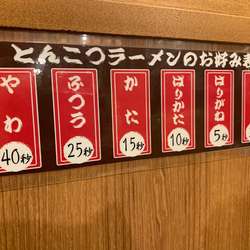 とんこつラーメンのお好み
やわ
40秒
ふつう
25秒
かた
15秒
ばりかた
10秒
はりがね
5秒